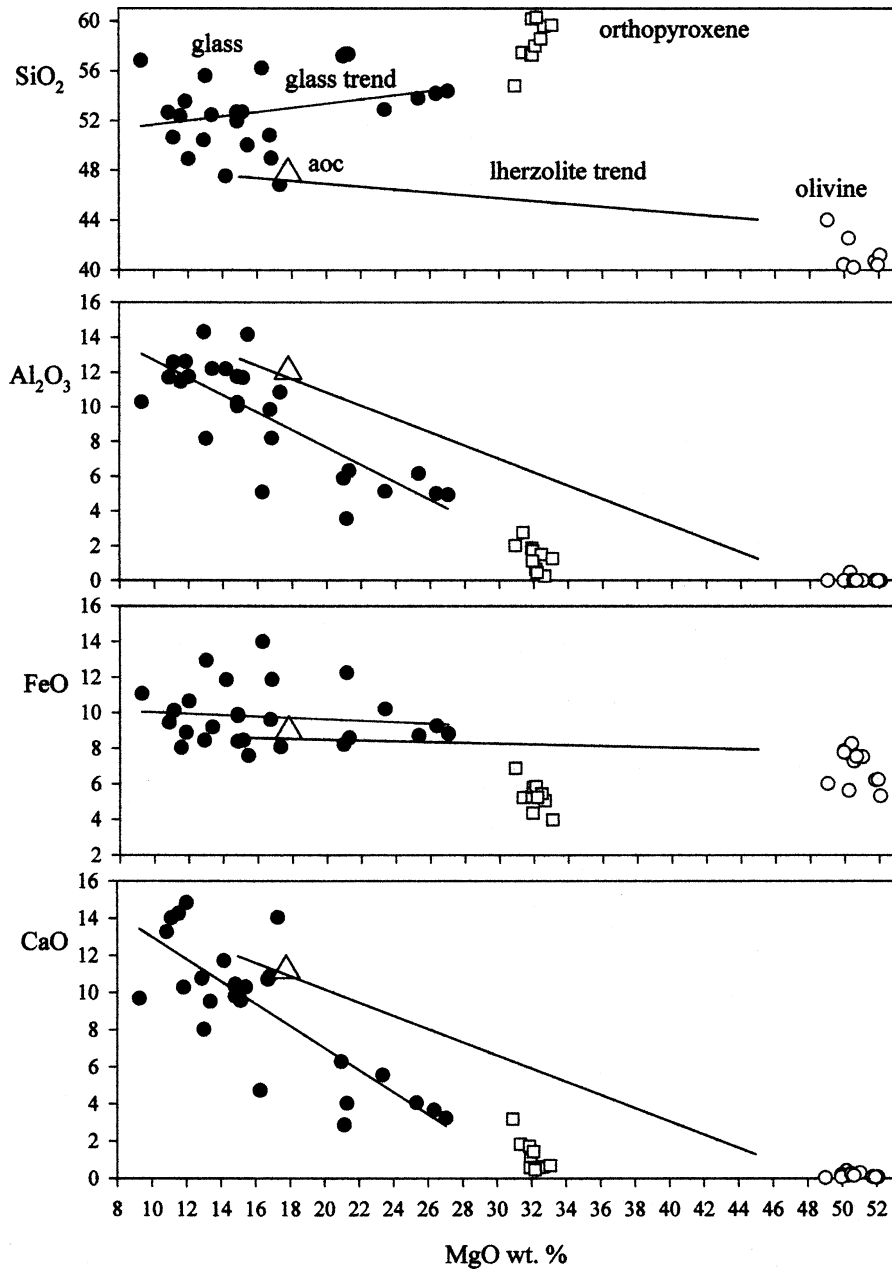 60
56
52
48
44
40
SiO2
glass
glass trend
orthopyroxene
aoc
lherzolite trend
olivine
16
14
12
10
8
6
4
2
0
Al2O3
16
14
12
10
8
6
4
2
FeO
16
14
12
10
8
6
4
2
0
CaO
8 10 12 14 16 18 20 22 24 26 28 30 32 34 36 38 40 42 44 46 48 50 52
MgO wt. %